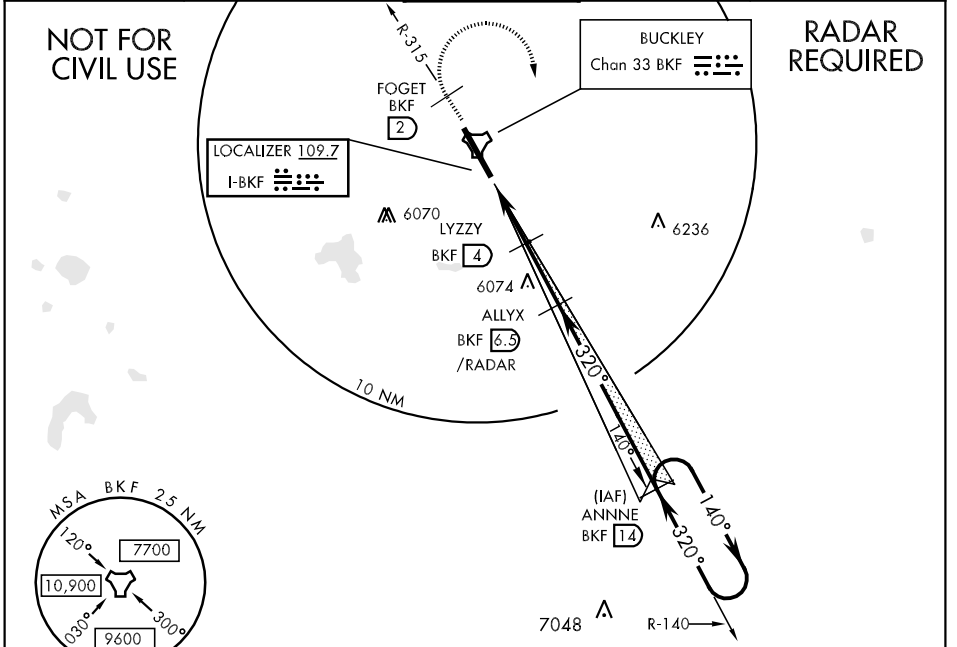 NOT FOR
CIVIL USE
RADAR
REQUIRED
R-315
BUCKLEY
Chan 33 BKF
FOGET
BKF
2
LOCALIZER 109.7
I-BKF
6070
LYZZY
BKF 4
6236
6074
ALLYX
BKF 6.5
/RADAR
320°
10 NM
140°
(IAF)
ANNNE
BKF 14
140°
320°
MSA BKF 25 NM
120°
7700
10,900
030°
300°
9600
7048
R-140